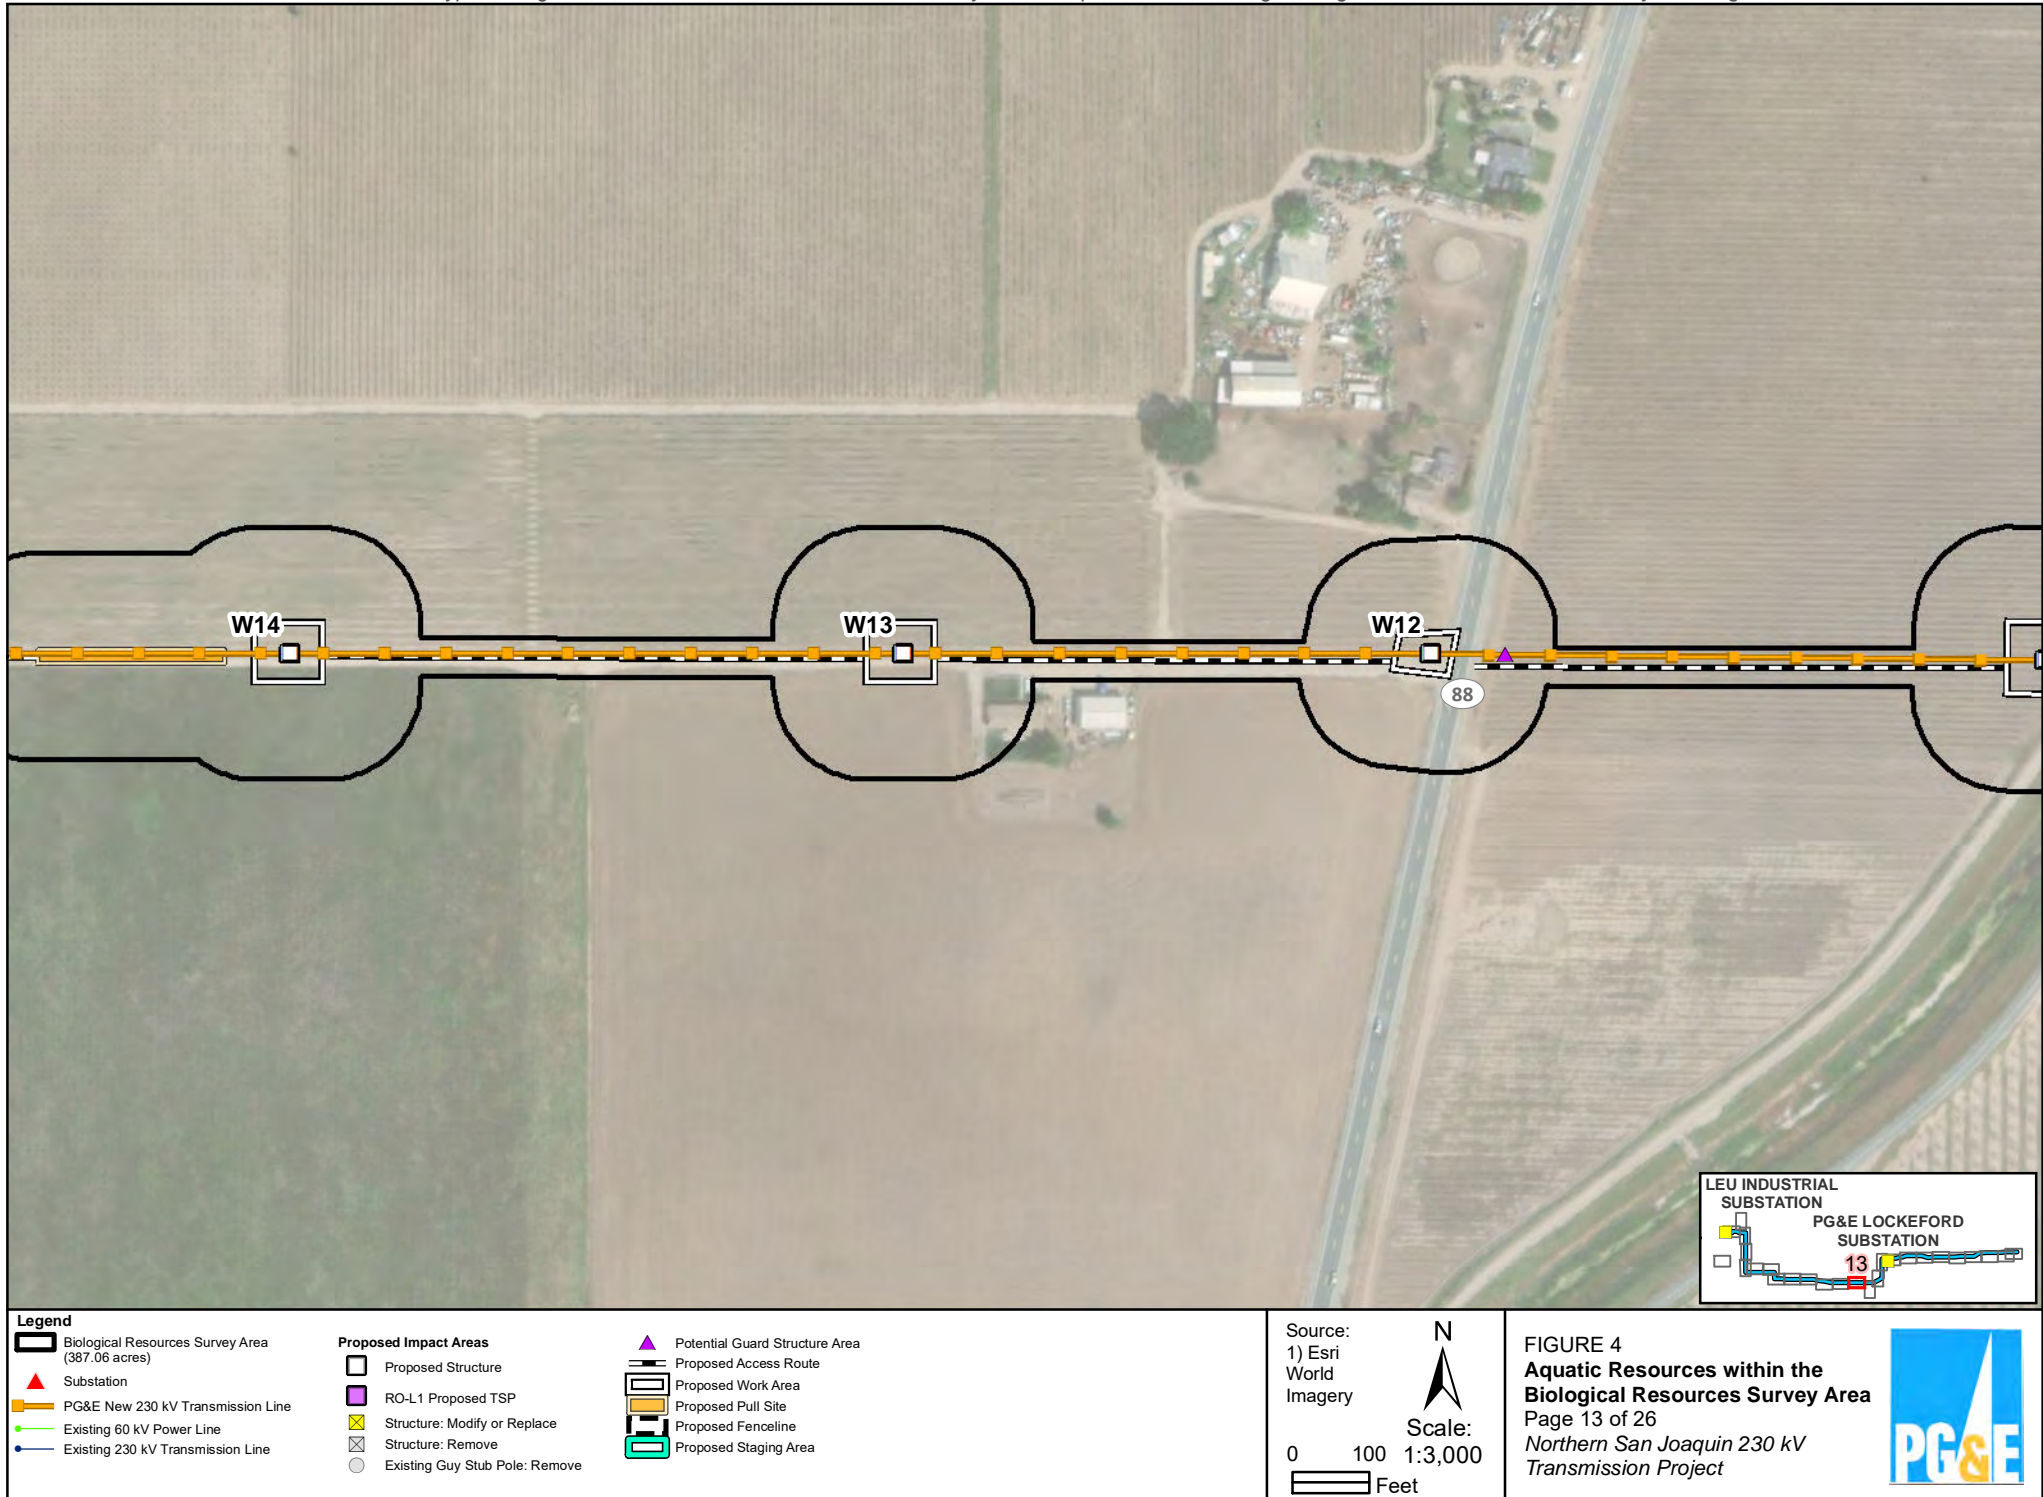 W14
W13
W12
88
LEU INDUSTRIAL
SUBSTATION
PG&E LOCKEFORD
SUBSTATION
13
Legend
Biological Resources Survey Area
(387.06 acres)
Substation
PG&E New 230 kV Transmission Line
Existing 60 kV Power Line
Existing 230 kV Transmission Line
Proposed Impact Areas
Proposed Structure
RO-L1 Proposed TSP
Structure: Modify or Replace
Structure: Remove
Existing Guy Stub Pole: Remove
Potential Guard Structure Area
Proposed Access Route
Proposed Work Area
Proposed Pull Site
Proposed Fenceline
Proposed Staging Area
Source:
1) Esri
World
Imagery
N
Scale:
1:3,000
0 100
Feet
FIGURE 4
Aquatic Resources within the
Biological Resources Survey Area
Page 13 of 26
Northern San Joaquin 230 kV
Transmission Project
PG&E